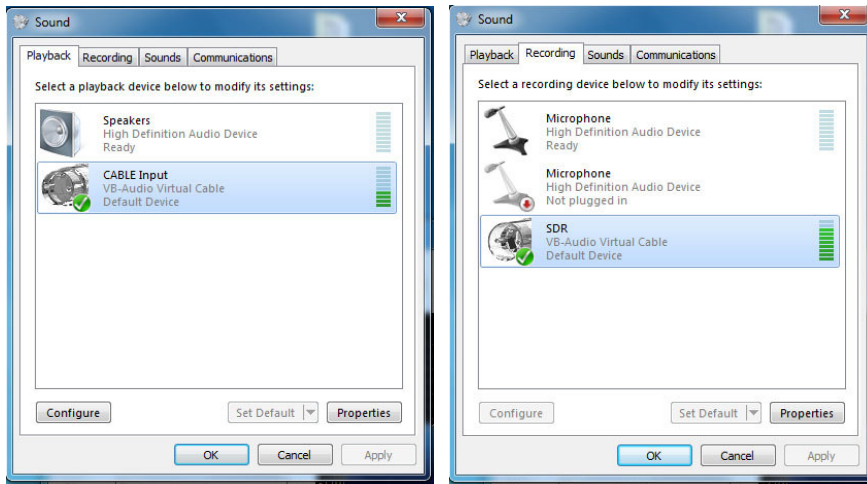 Sound
Playback Recording Sounds Communications
Select a playback device below to modify its settings:
Speakers
High Definition Audio Device
Ready
CABLE Input
VB-Audio Virtual Cable
Default Device
Configure Set Default Properties
OK Cancel Apply
Sound
Playback Recording Sounds Communications
Select a recording device below to modify its settings:
Microphone
High Definition Audio Device
Ready
Microphone
High Definition Audio Device
Not plugged in
SDR
VB-Audio Virtual Cable
Default Device
Configure Set Default Properties
OK Cancel Apply